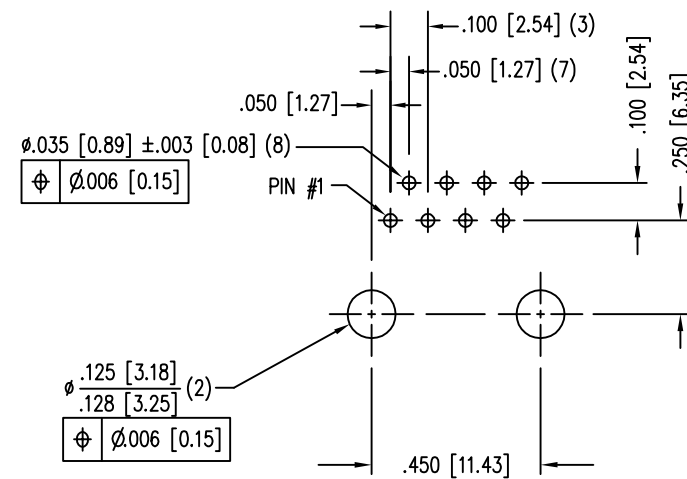 .100 [2.54] (3)
.050 [1.27] (7)
.050 [1.27]
.100 [2.54]
.250 [6.35]
ø.035 [0.89] ±.003 [0.08] (8)
⌖ Ø.006 [0.15]
PIN #1
ø .125 [3.18]
.128 [3.25] (2)
⌖ Ø.006 [0.15]
.450 [11.43]